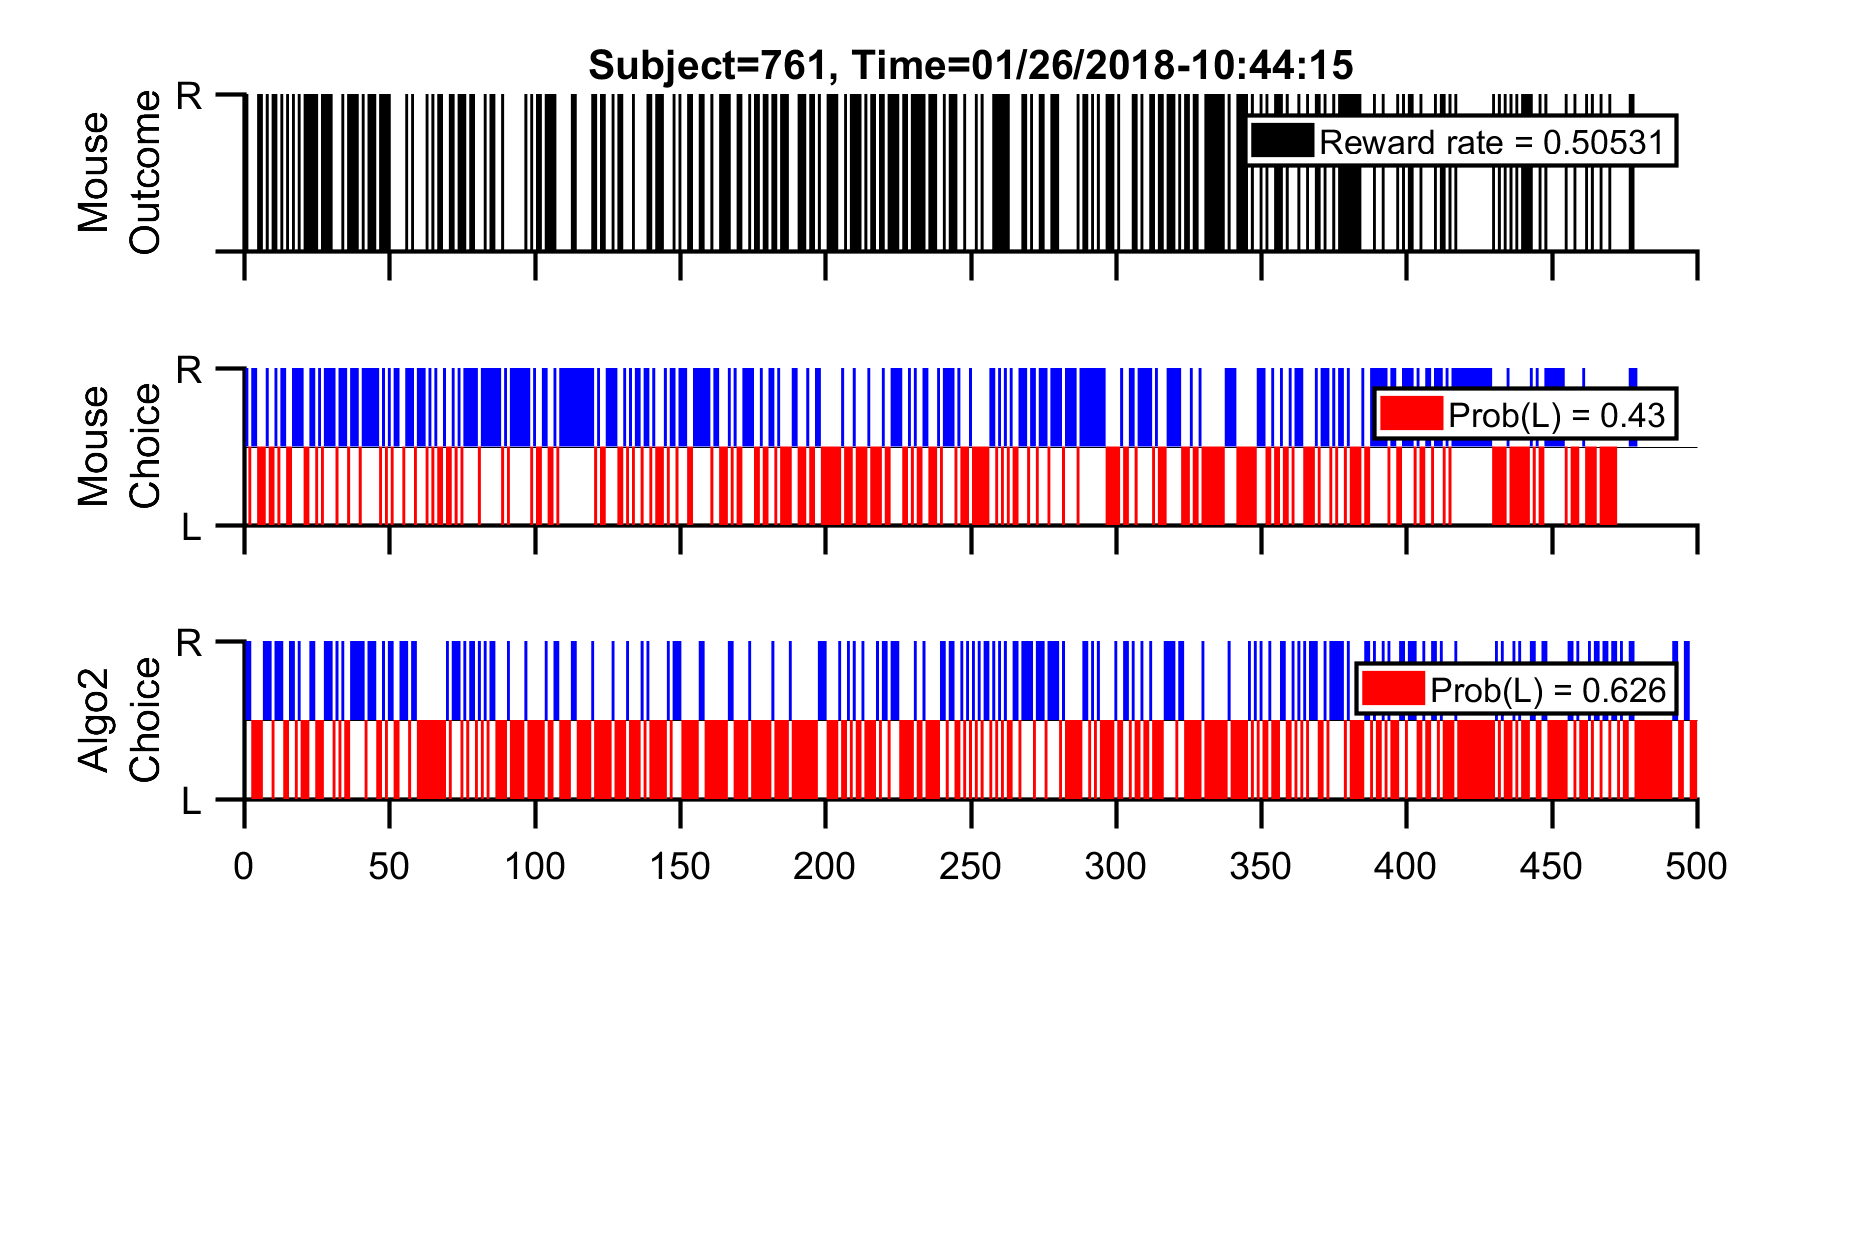 Subject=761, Time=01/26/2018-10:44:15
Mouse
Outcome
R
Reward rate = 0.50531
Mouse
Choice
R
L
Prob(L) = 0.43
Algo2
Choice
R
L
Prob(L) = 0.626
0 50 100 150 200 250 300 350 400 450 500